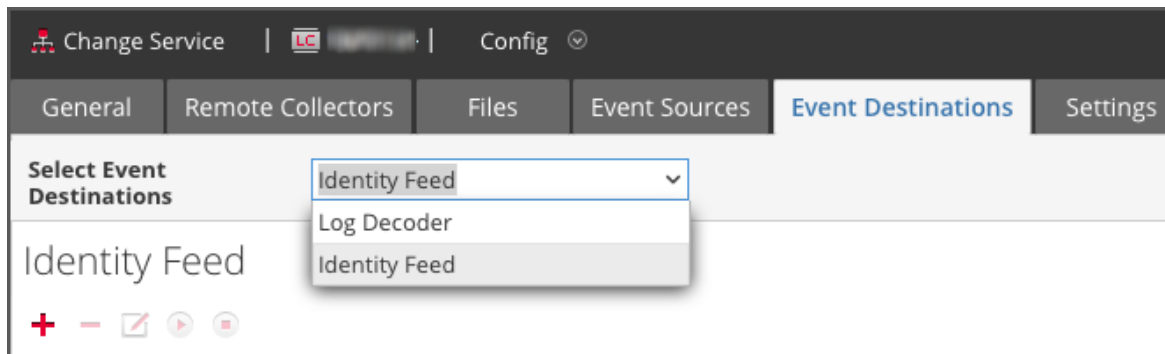 Change Service | LC | Config
General Remote Collectors Files Event Sources Event Destinations Settings
Select Event
Destinations
Identity Feed
Log Decoder
Identity Feed
Identity Feed